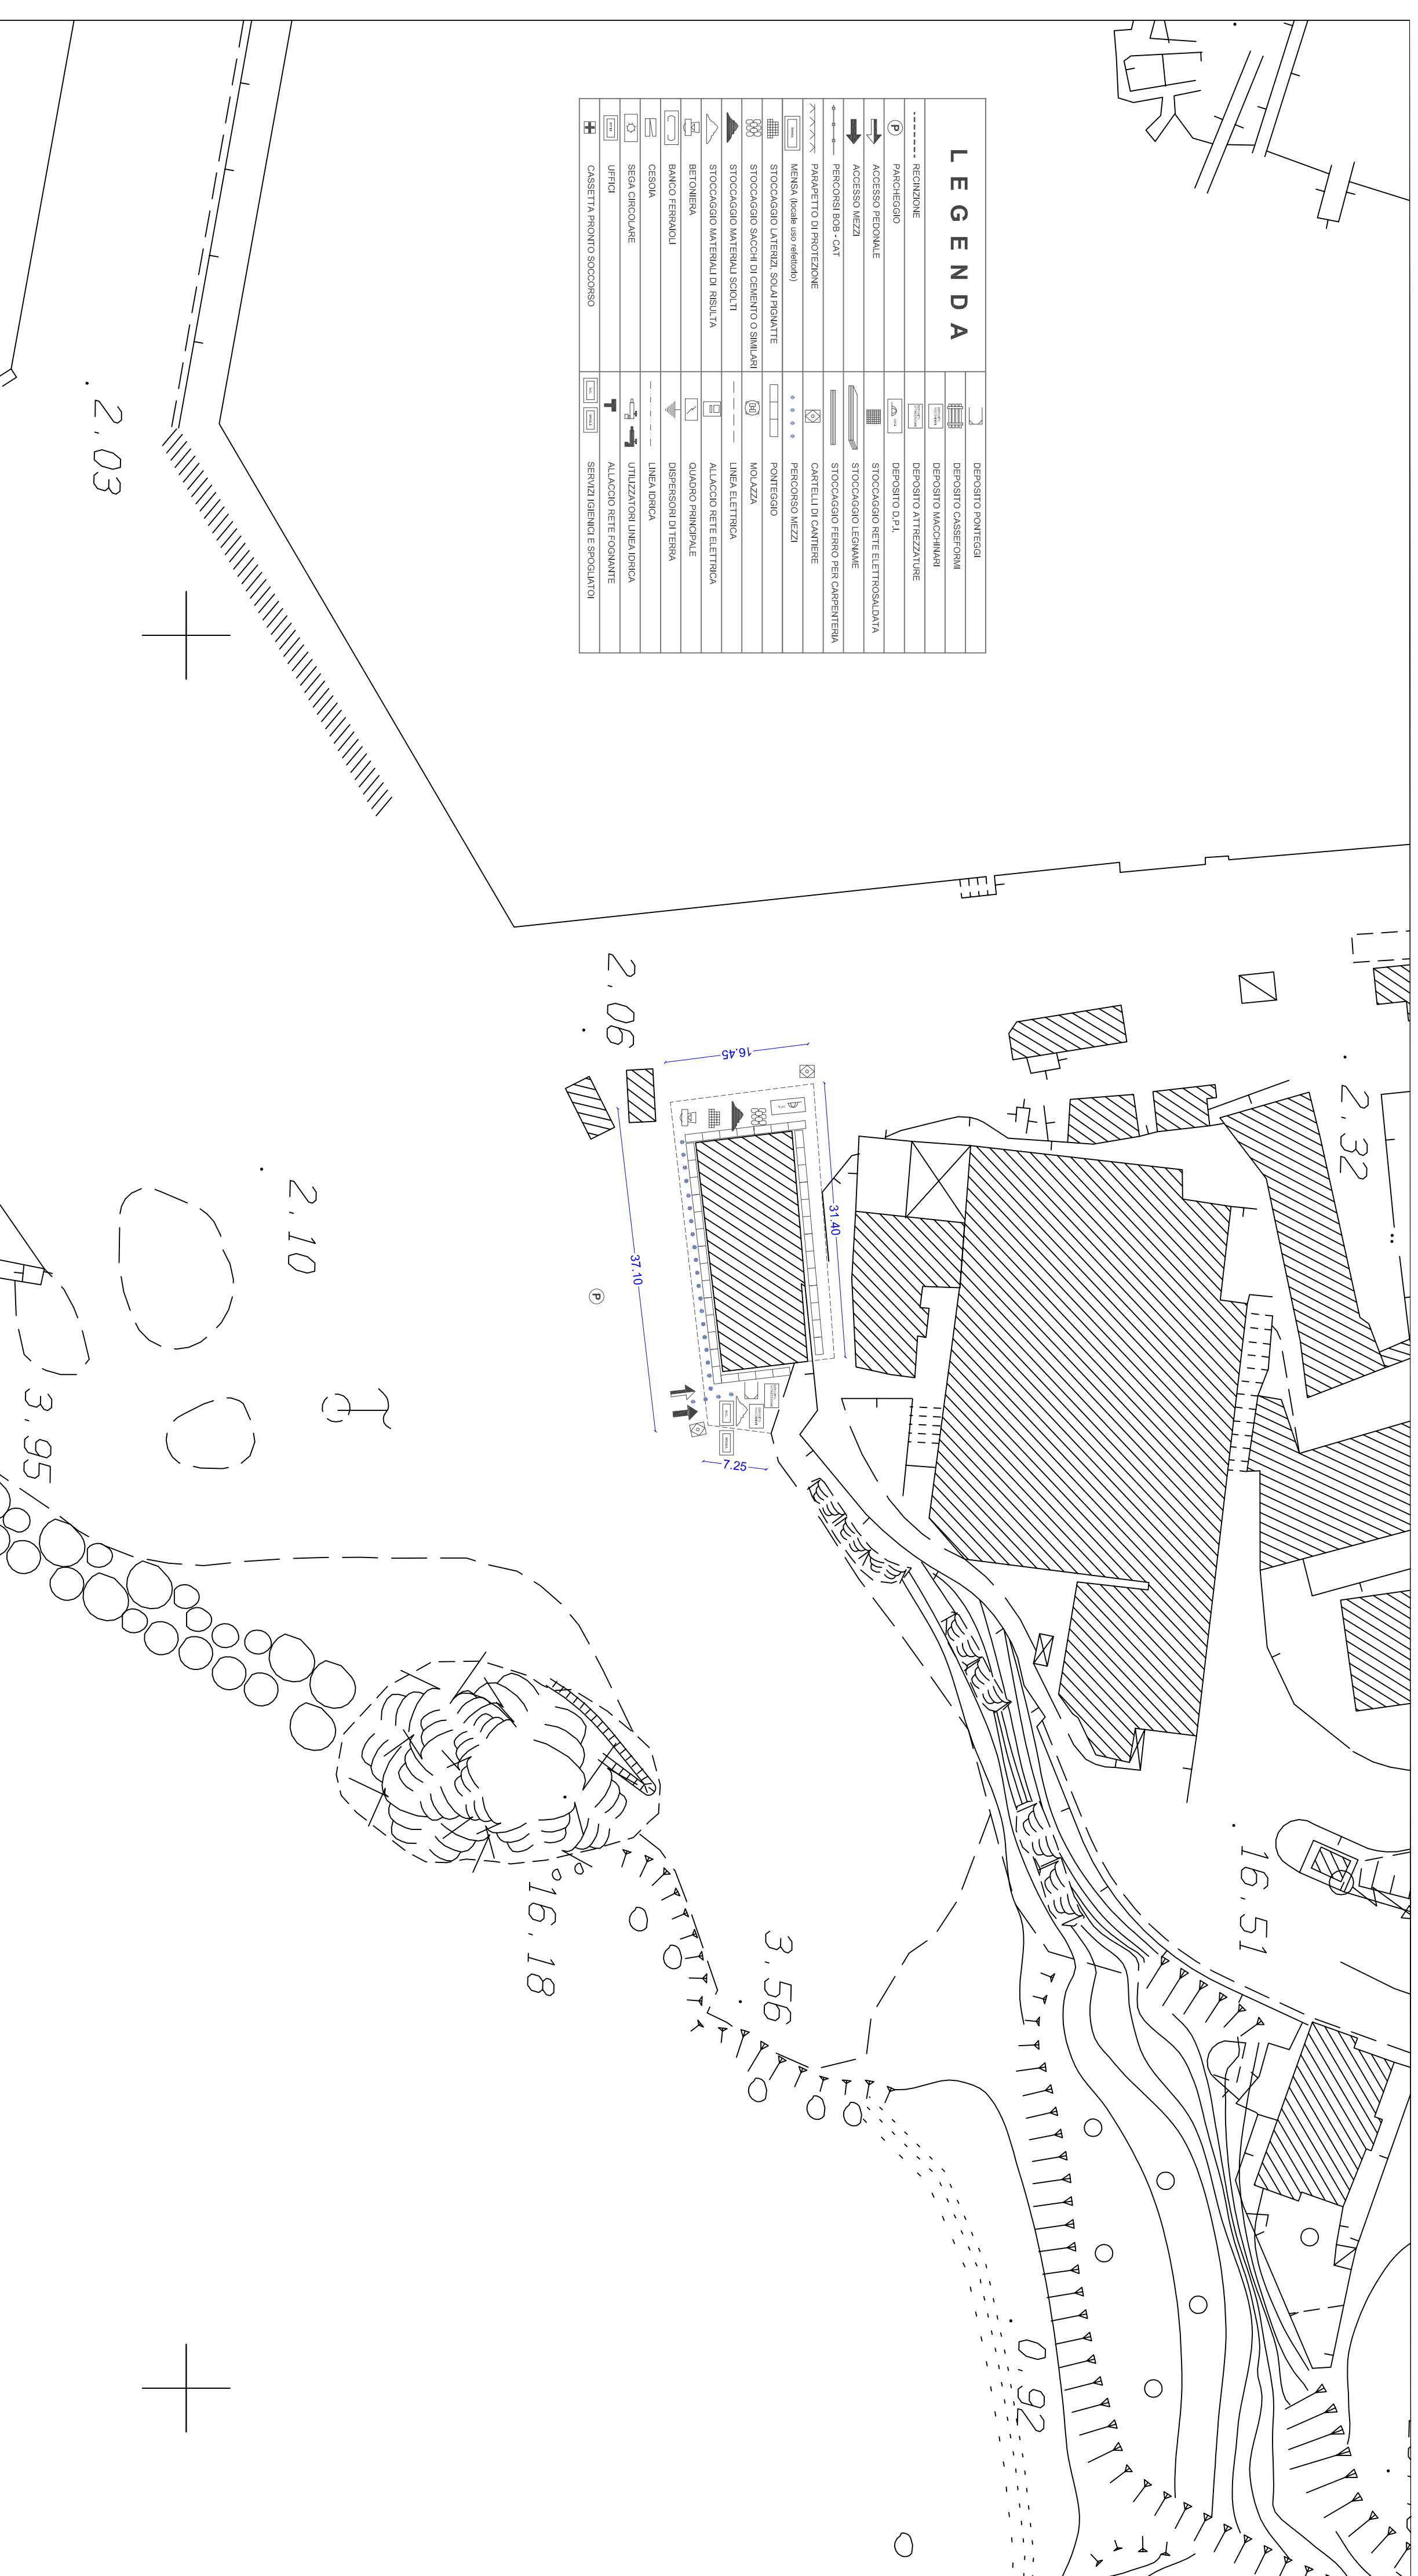 LEGENDA
RECINZIONE
PARCHEGGIO
P
ACCESSO PEDONALE
ACCESSO MEZZI
PERCORSI BOB - CAT
PARAPETTO DI PROTEZIONE
MENSA (locale uso refettorio)
STOCCAGGIO LATERIZI, SOLAI PIGNATTE
STOCCAGGIO SACCHI DI CEMENTO O SIMILARI
STOCCAGGIO MATERIALI SCIOLTI
STOCCAGGIO MATERIALI DI RISULTA
BETONIERA
BANCO FERRAIOLI
CESOIA
SEGA CIRCOLARE
UFFICI
CASSETTA PRONTO SOCCORSO
DEPOSITO PONTEGGI
DEPOSITO CASSEFORMI
DEPOSITO MACCHINARI
DEPOSITO ATTREZZATURE
DEPOSITO D.P.I.
STOCCAGGIO RETE ELETTROSALDATA
STOCCAGGIO LEGNAME
STOCCAGGIO FERRO PER CARPENTERIA
CARTELLI DI CANTIERE
PERCORSO MEZZI
PONTEGGIO
MOLAZZA
LINEA ELETTRICA
ALLACCIO RETE ELETTRICA
QUADRO PRINCIPALE
DISPERSORI DI TERRA
LINEA IDRICA
UTILIZZATORI LINEA IDRICA
ALLACCIO RETE FOGNANTE
SERVIZI IGIENICI E SPOGLIATOI
2.03
2.06
2.32
16.45
31.40
37.10
7.25
P
2.10
3.95
16.51
16.18
3.56
0.92